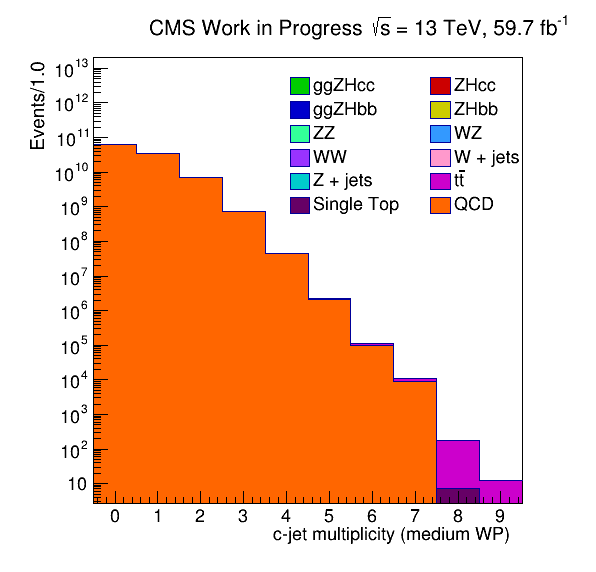 CMS Work in Progress √s = 13 TeV, 59.7 fb⁻¹
Events/1.0
10¹³
10¹²
10¹¹
10¹⁰
10⁹
10⁸
10⁷
10⁶
10⁵
10⁴
10³
10²
10
ggZHcc ZHcc
ggZHbb ZHbb
ZZ WZ
WW W + jets
Z + jets tt̄
Single Top QCD
0 1 2 3 4 5 6 7 8 9
c-jet multiplicity (medium WP)